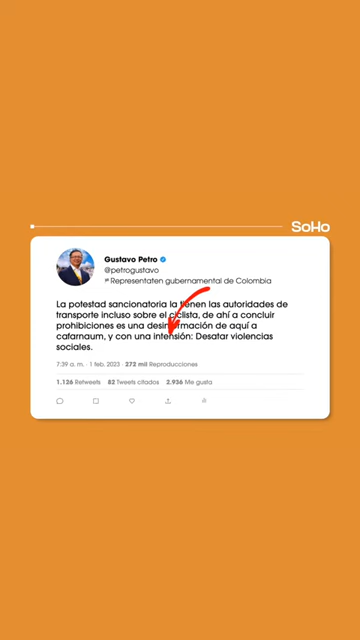 SoHo
Gustavo Petro
@petrogustavo
Representaten gubernamental de Colombia
La potestad sancionatoria la tienen las autoridades de
transporte incluso sobre el ciclista, de ahí a concluir
prohibiciones es una desinformación de aquí a
cafarnaum, y con una intensión: Desatar violencias
sociales.
7:39 a. m. · 1 feb. 2023 · 272 mil Reproducciones
1.126 Retweets 82 Tweets citados 2.936 Me gusta